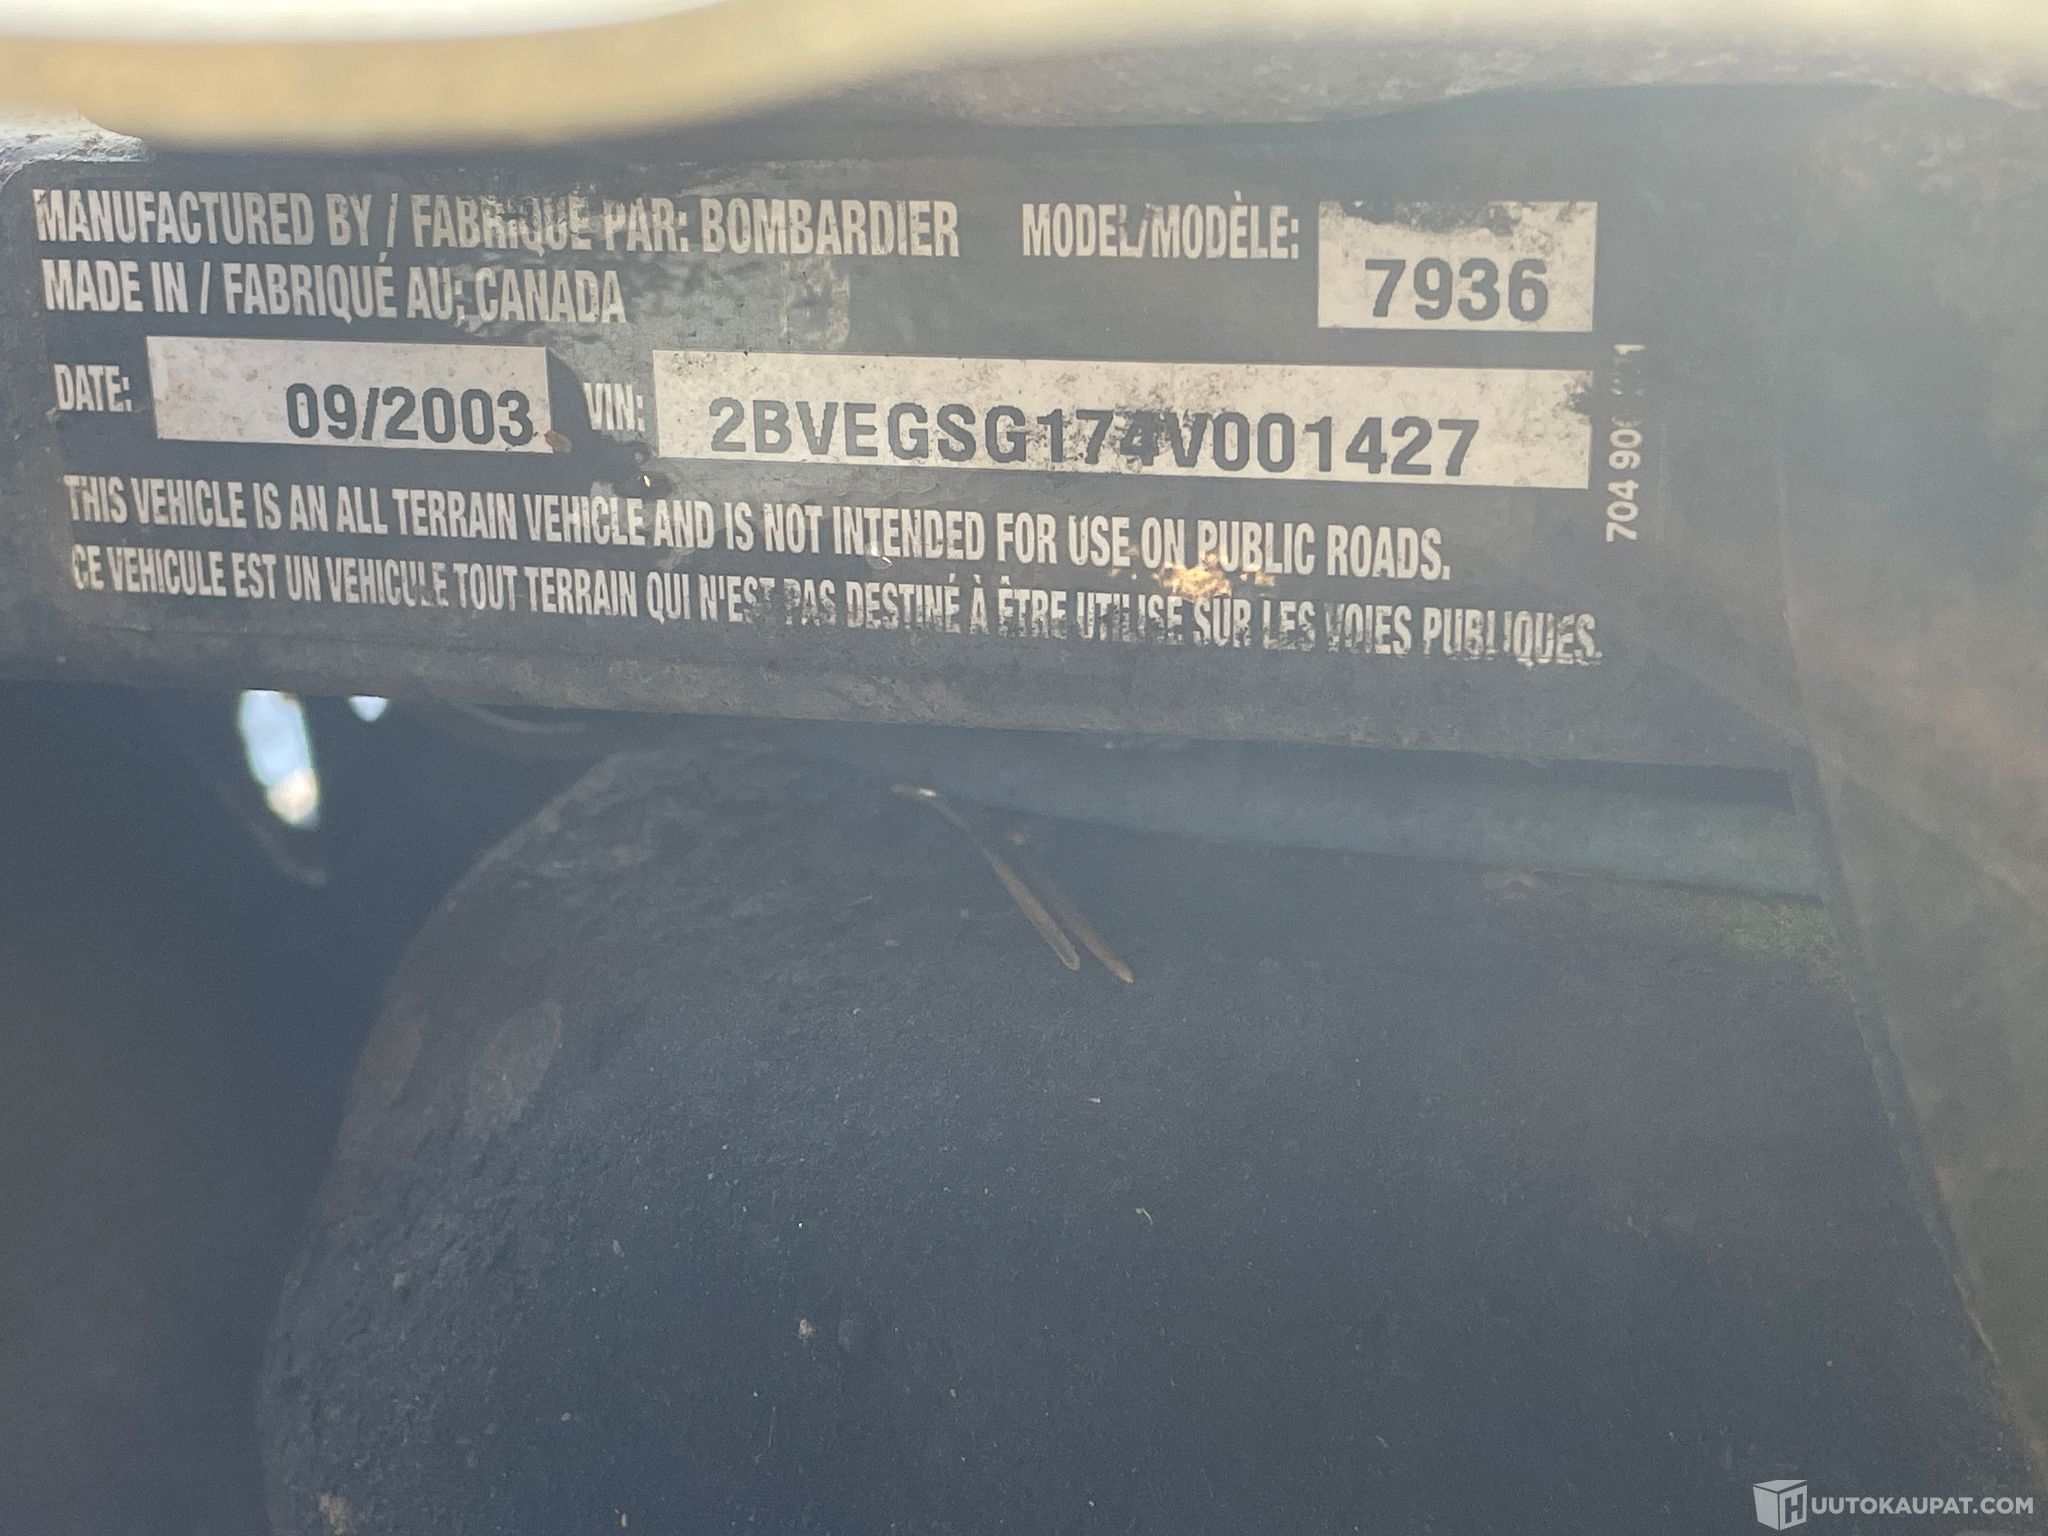 MANUFACTURED BY / FABRIQUÉ PAR: BOMBARDIER MODEL/MODÈLE: 7936
MADE IN / FABRIQUÉ AU: CANADA
DATE: 09/2003 VIN: 2BVEGSG174V001427
THIS VEHICLE IS AN ALL TERRAIN VEHICLE AND IS NOT INTENDED FOR USE ON PUBLIC ROADS.
CE VEHICULE EST UN VEHICULE TOUT TERRAIN QUI N'EST PAS DESTINÉ À ÊTRE UTILISE SUR LES VOIES PUBLIQUES.
704
HUUTOKAUPAT.COM